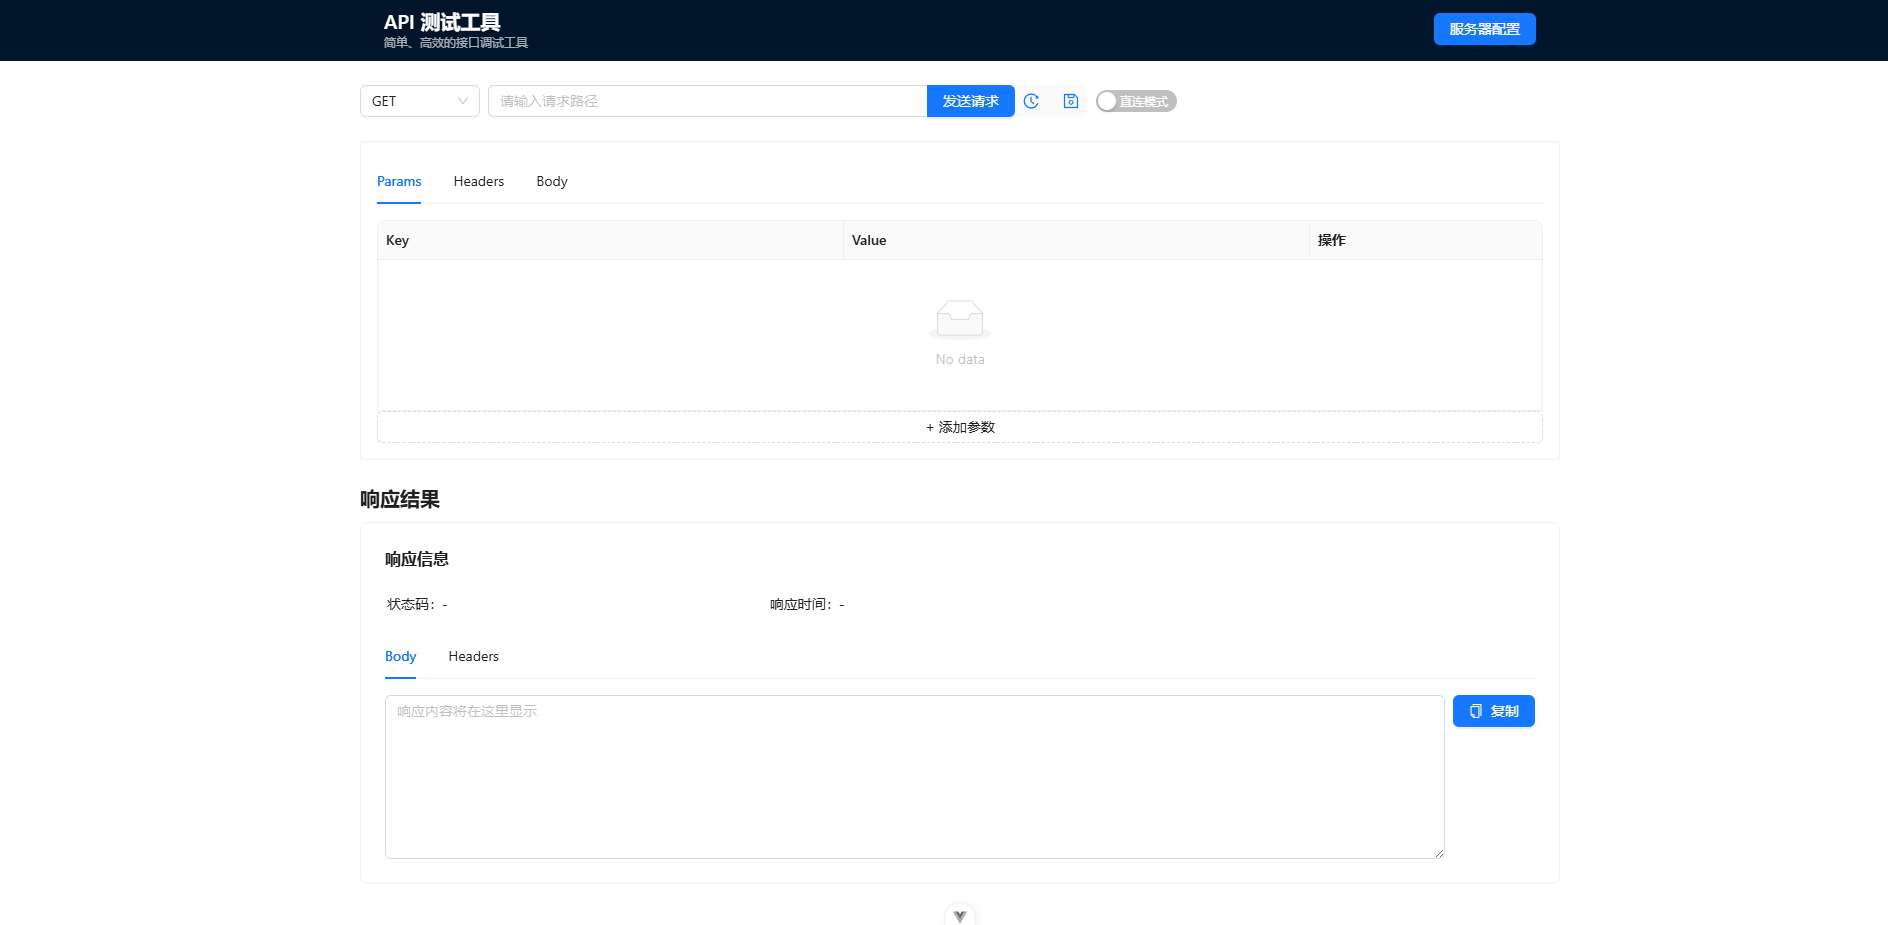 API 测试工具
简单、高效的接口调试工具
服务器配置
GET
请输入请求路径
发送请求
直连模式
Params
Headers
Body
Key
Value
操作
No data
+ 添加参数
响应结果
响应信息
状态码：-
响应时间：-
Body
Headers
响应内容将在这里显示
复制